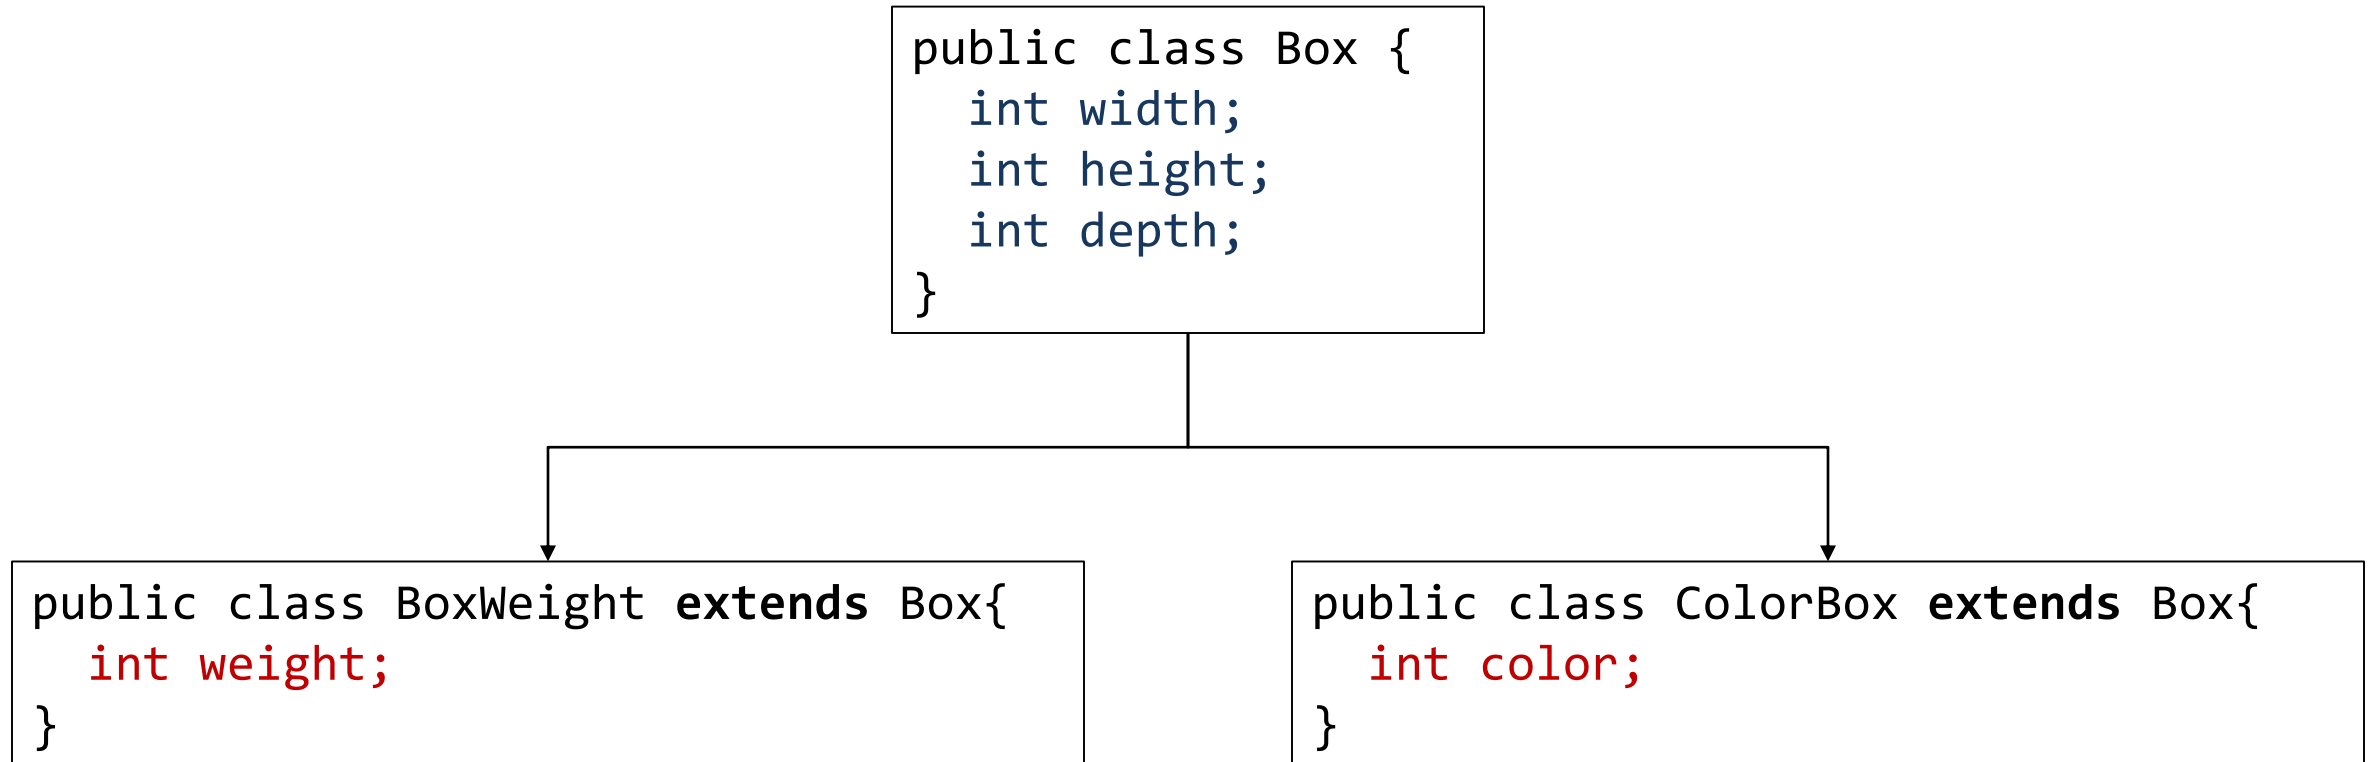 public class Box {
  int width;
  int height;
  int depth;
}
public class BoxWeight extends Box{
  int weight;
}
public class ColorBox extends Box{
  int color;
}